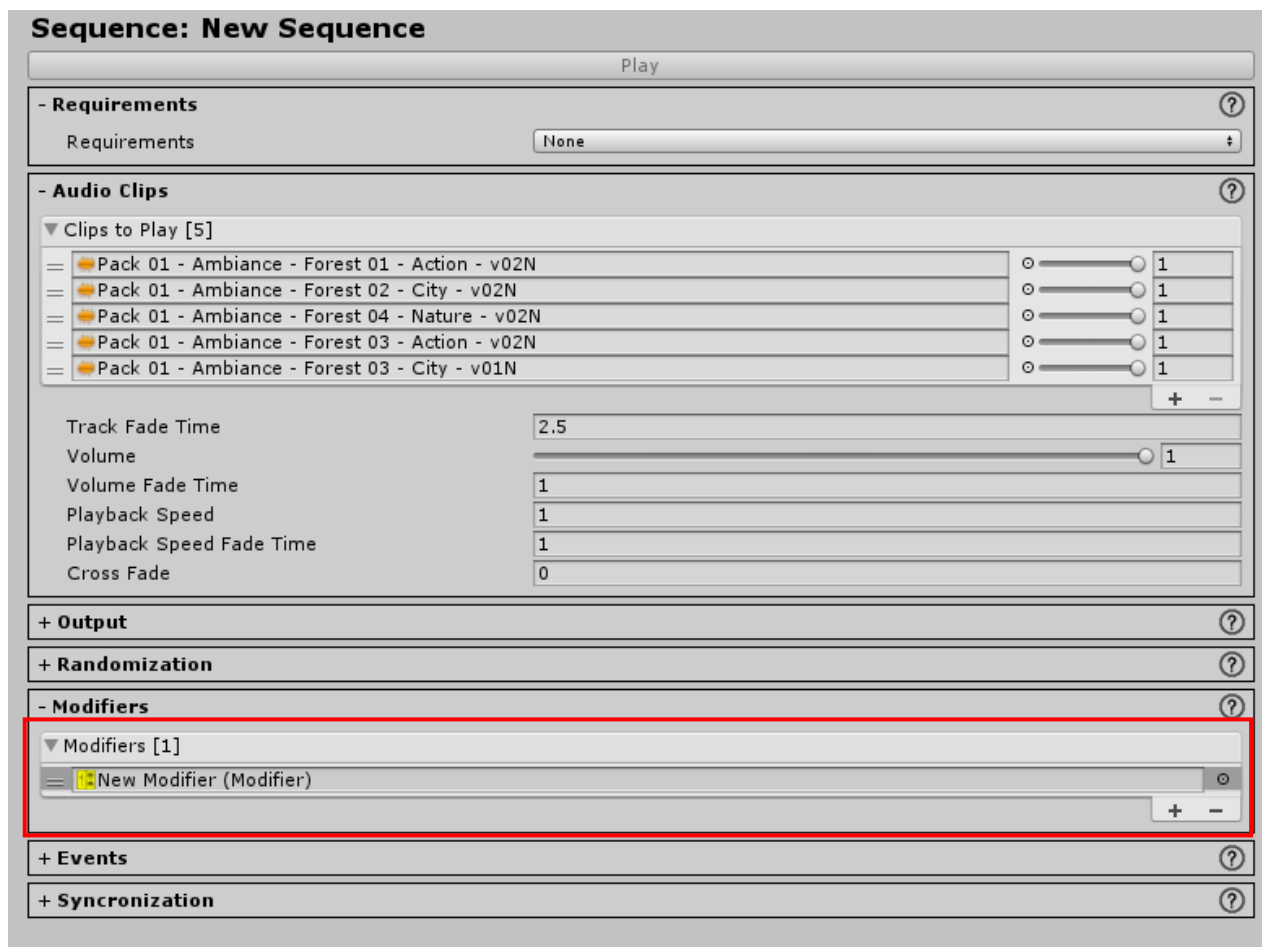 Sequence: New Sequence
Play
- Requirements ?
Requirements None
- Audio Clips ?
Clips to Play [5]
Pack 01 - Ambiance - Forest 01 - Action - v02N 1
Pack 01 - Ambiance - Forest 02 - City - v02N 1
Pack 01 - Ambiance - Forest 04 - Nature - v02N 1
Pack 01 - Ambiance - Forest 03 - Action - v02N 1
Pack 01 - Ambiance - Forest 03 - City - v01N 1
+ −
Track Fade Time 2.5
Volume 1
Volume Fade Time 1
Playback Speed 1
Playback Speed Fade Time 1
Cross Fade 0
+ Output ?
+ Randomization ?
- Modifiers ?
Modifiers [1]
New Modifier (Modifier)
+ −
+ Events ?
+ Syncronization ?